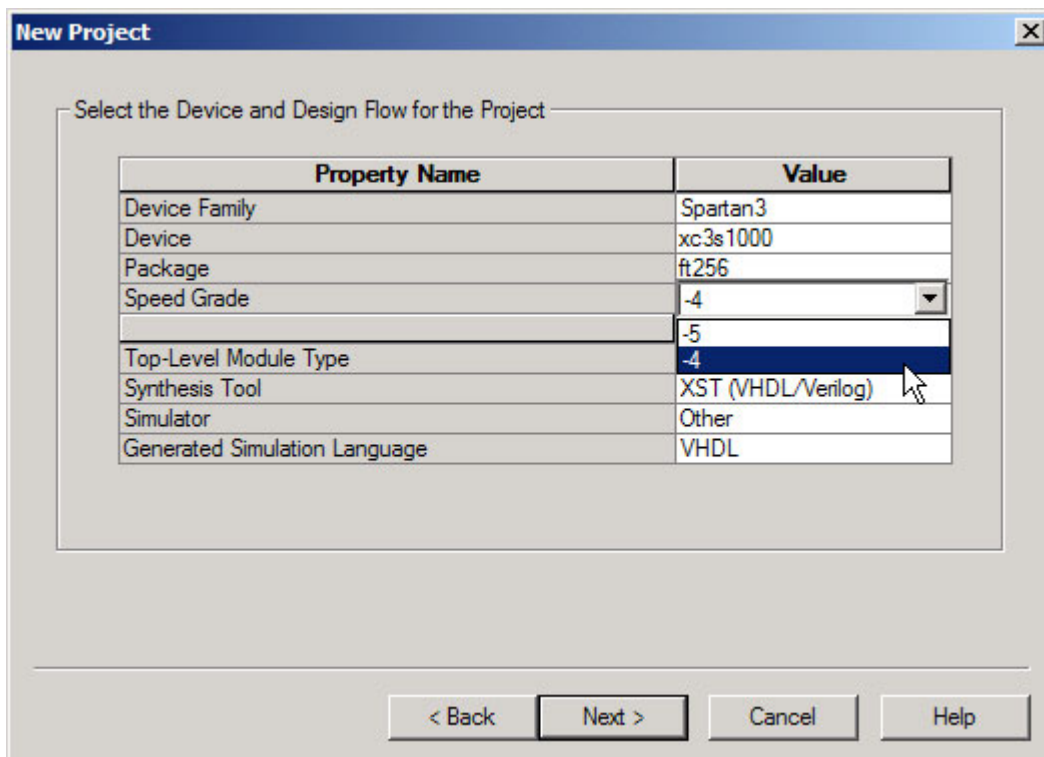 New Project
Select the Device and Design Flow for the Project
Property Name Value
Device Family Spartan3
Device xc3s1000
Package ft256
Speed Grade -4
-5
Top-Level Module Type -4
Synthesis Tool XST (VHDL/Verilog)
Simulator Other
Generated Simulation Language VHDL
< Back Next > Cancel Help